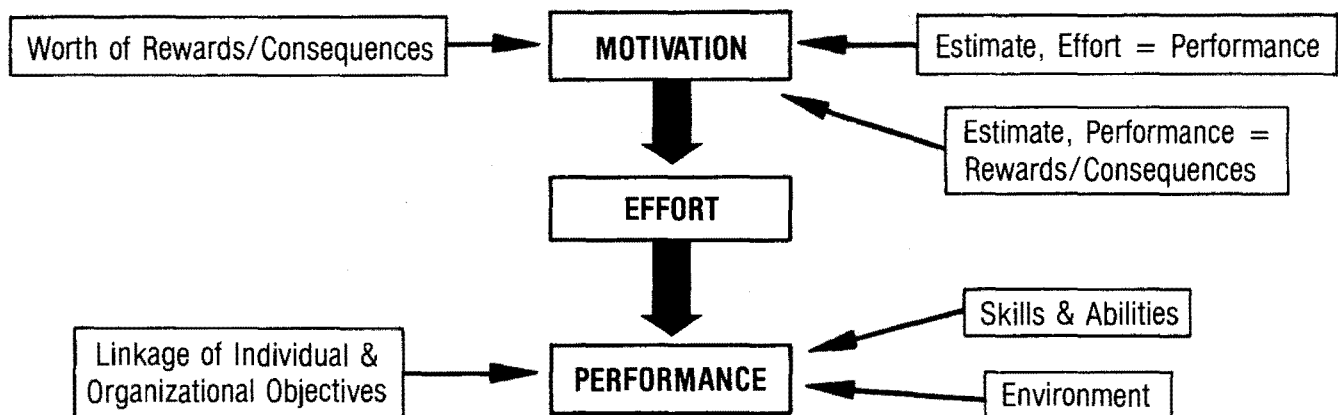 Worth of Rewards/Consequences
MOTIVATION
Estimate, Effort = Performance
Estimate, Performance =
Rewards/Consequences
EFFORT
Skills & Abilities
Linkage of Individual &
Organizational Objectives
PERFORMANCE
Environment